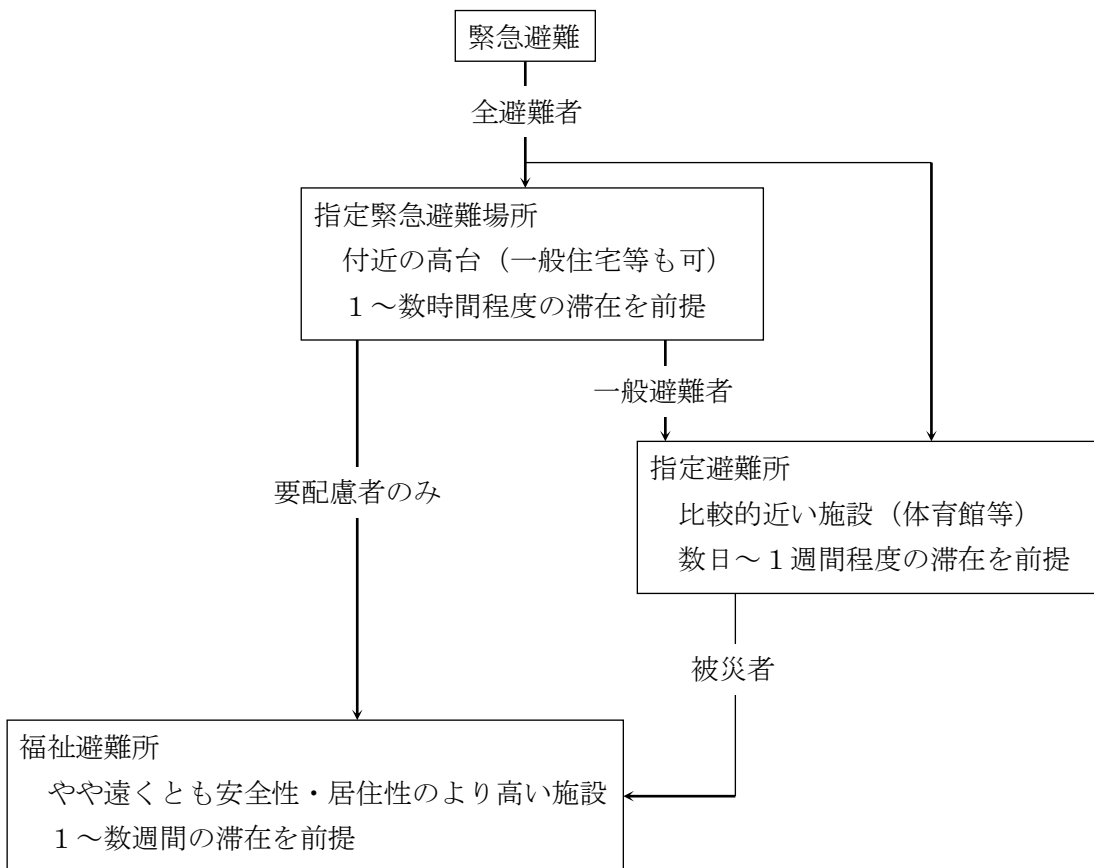 緊急避難
全避難者
指定緊急避難場所
付近の高台（一般住宅等も可）
１～数時間程度の滞在を前提
一般避難者
指定避難所
比較的近い施設（体育館等）
数日～１週間程度の滞在を前提
要配慮者のみ
被災者
福祉避難所
やや遠くとも安全性・居住性のより高い施設
１～数週間の滞在を前提